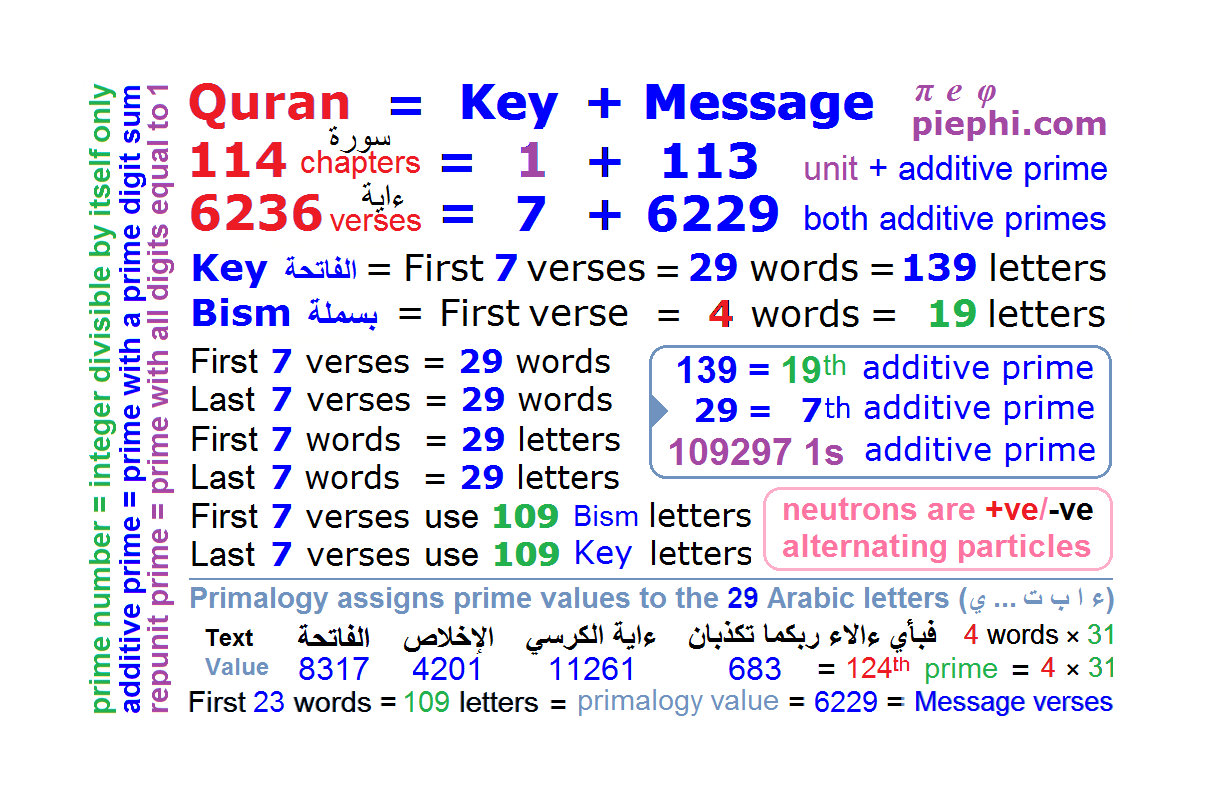 prime number = integer divisible by itself only
additive prime = prime with a prime digit sum
repunit prime = prime with all digits equal to 1
Quran = Key + Message
π e φ
piephi.com
سورة
114 chapters = 1 + 113 unit + additive prime
ءاية
6236 verses = 7 + 6229 both additive primes
Key الفاتحة = First 7 verses = 29 words = 139 letters
Bism بسملة = First verse = 4 words = 19 letters
First 7 verses = 29 words
Last 7 verses = 29 words
First 7 words = 29 letters
Last 7 words = 29 letters
First 7 verses use 109 Bism letters
Last 7 verses use 109 Key letters
139 = 19th additive prime
29 = 7th additive prime
109297 1s additive prime
neutrons are +ve/-ve
alternating particles
Primalogy assigns prime values to the 29 Arabic letters (ء ا ب ت ... ي)
Text الفاتحة الإخلاص ءاية الكرسي فبأي ءالاء ربكما تكذبان 4 words × 31
Value 8317 4201 11261 683 = 124th prime = 4 × 31
First 23 words = 109 letters = primalogy value = 6229 = Message verses